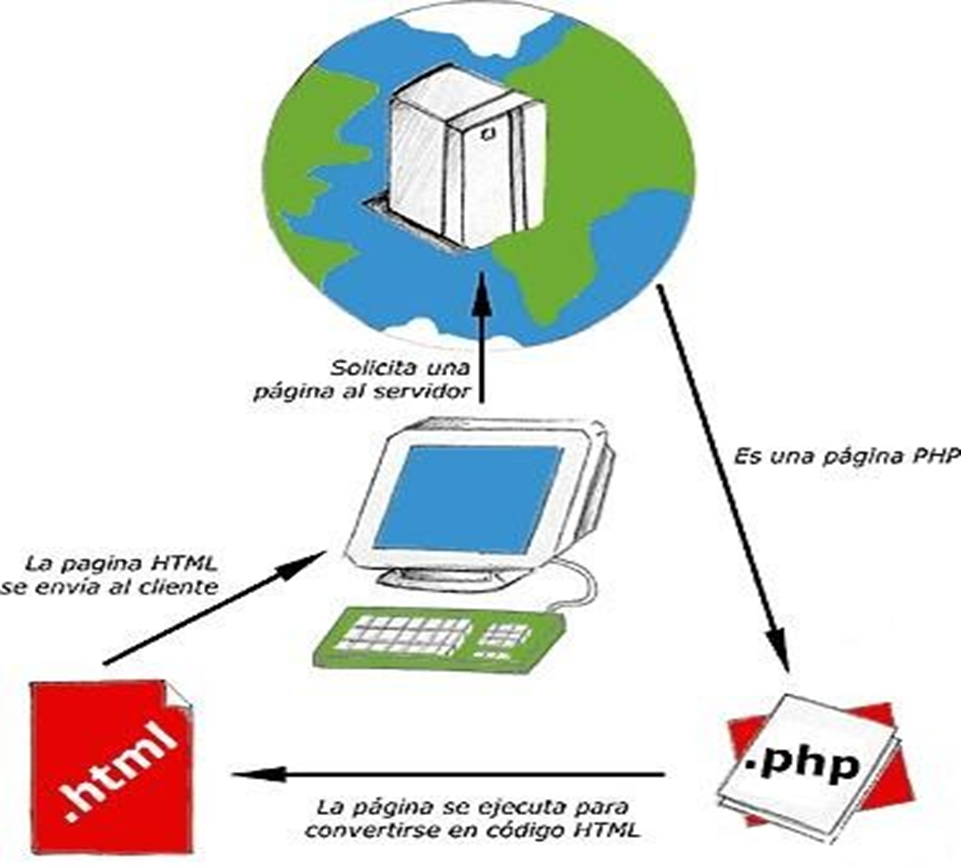 Solicita una
página al servidor
Es una página PHP
La pagina HTML
se envía al cliente
.html
.php
La página se ejecuta para
convertirse en código HTML